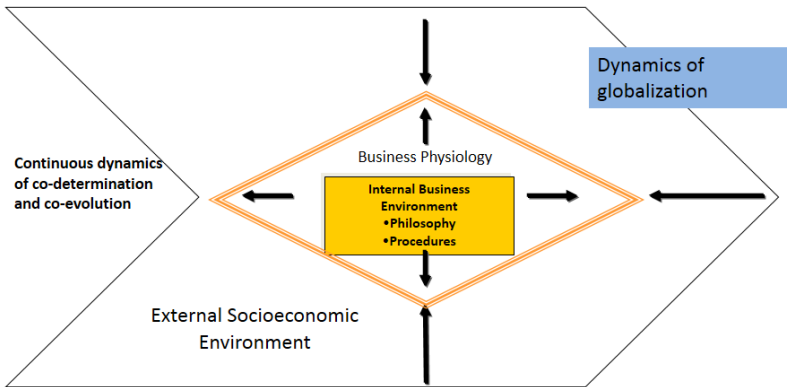 Dynamics of
globalization
Business Physiology
Continuous dynamics
of co-determination
and co-evolution
Internal Business
Environment
•Philosophy
•Procedures
External Socioeconomic
Environment